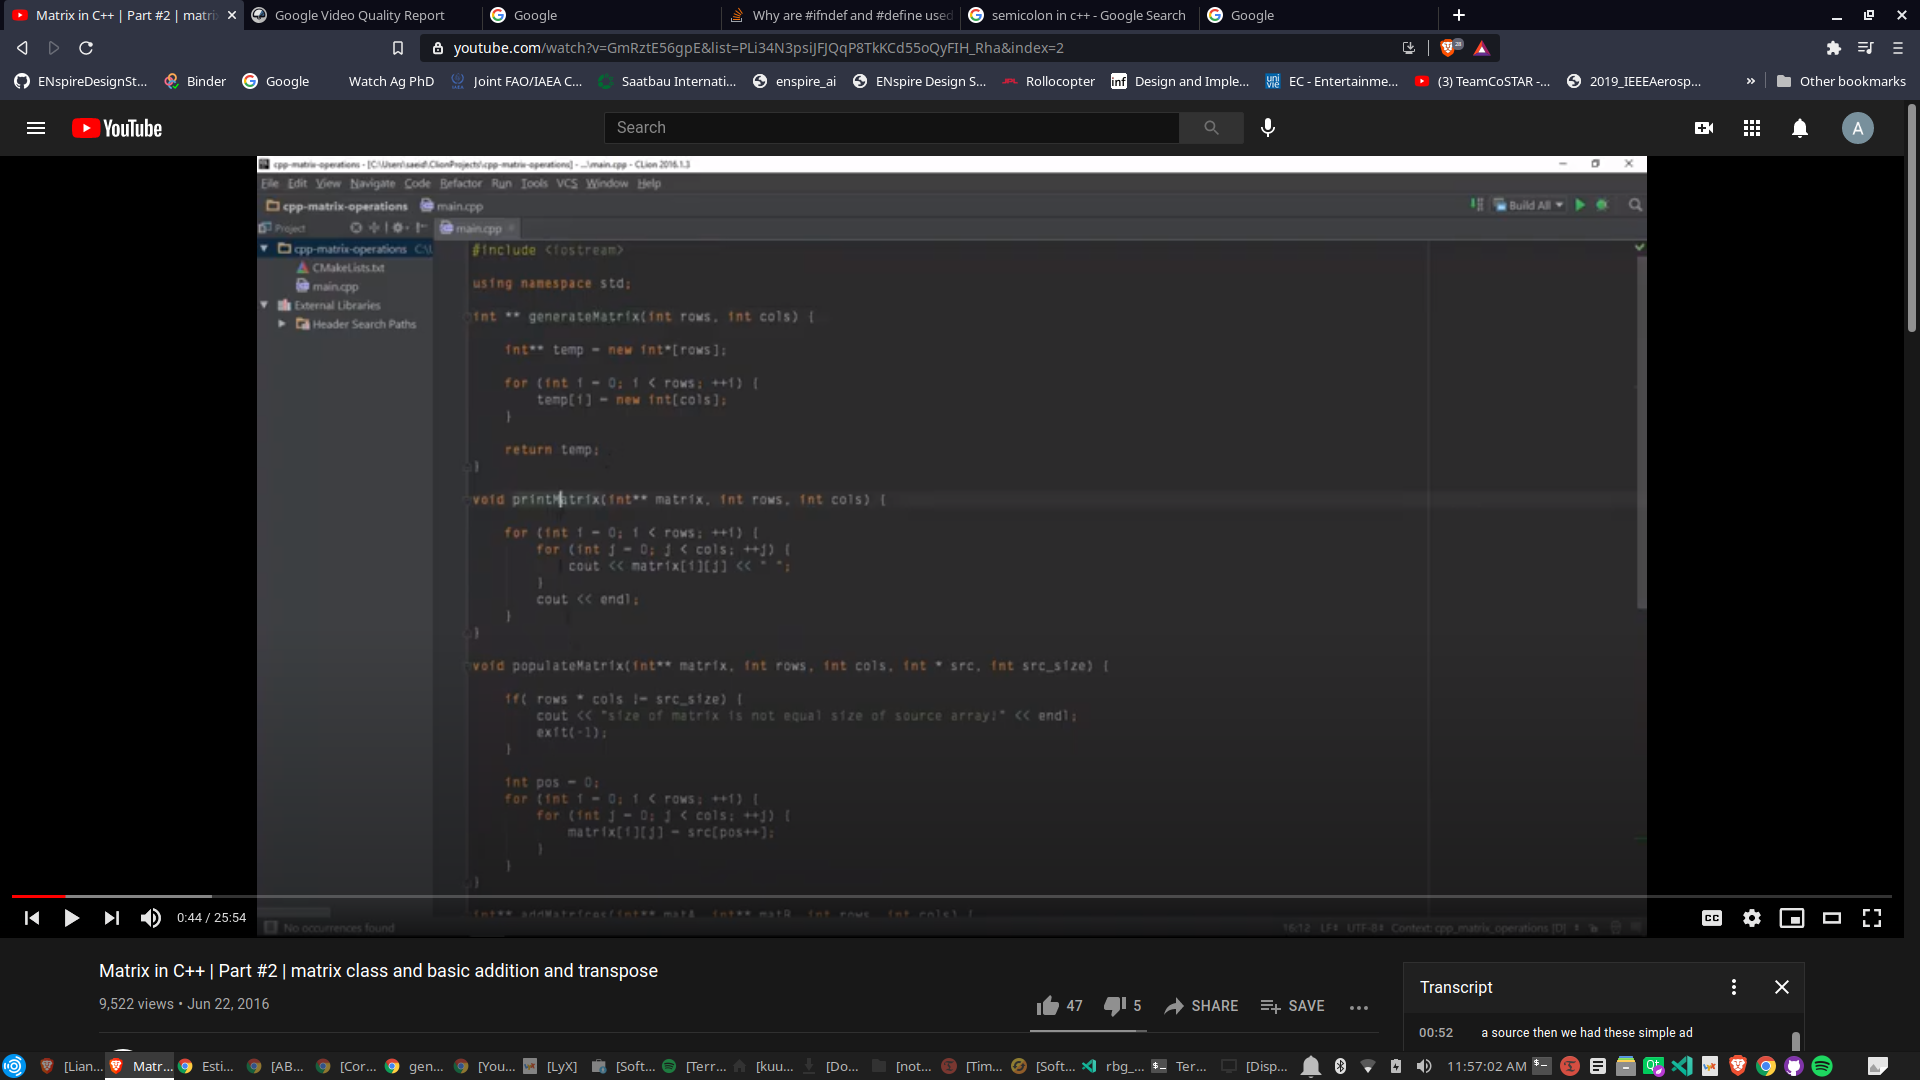 Matrix in C++ | Part #2 | matri
Google Video Quality Report
Google
Why are #ifndef and #define used
semicolon in c++ - Google Search
Google
youtube.com/watch?v=GmRztE56gpE&list=PLi34N3psiJFJQqP8TkKCd55oQyFIH_Rha&index=2
ENspireDesignSt...
Binder
Google
Watch Ag PhD
Joint FAO/IAEA C...
Saatbau Internati...
enspire_ai
ENspire Design S...
Rollocopter
Design and Imple...
EC - Entertainme...
(3) TeamCoSTAR -...
2019_IEEEAerosp...
»
Other bookmarks
YouTube
Search
A
cpp-matrix-operations - [C:\Users\saeid\ClionProjects\cpp-matrix-operations] - ...\main.cpp - CLion 2016.1.3
File Edit View Navigate Code Refactor Run Tools VCS Window Help
cpp-matrix-operations main.cpp
Build All
Project
main.cpp
cpp-matrix-operations C:\U
CMakeLists.txt
main.cpp
External Libraries
Header Search Paths
#include <iostream>
using namespace std;
int ** generateMatrix(int rows, int cols) {
int** temp = new int*[rows];
for (int i = 0; i < rows; ++i) {
temp[i] = new int[cols];
}
return temp;
}
void printMatrix(int** matrix, int rows, int cols) {
for (int i = 0; i < rows; ++i) {
for (int j = 0; j < cols; ++j) {
cout << matrix[i][j] << " ";
}
cout << endl;
}
}
void populateMatrix(int** matrix, int rows, int cols, int * src, int src_size) {
if( rows * cols != src_size) {
cout << "size of matrix is not equal size of source array!" << endl;
exit(-1);
}
int pos = 0;
for (int i = 0; i < rows; ++i) {
for (int j = 0; j < cols; ++j) {
matrix[i][j] = src[pos++];
}
}
}
int** addMatrices(int** matA, int** matB, int rows, int cols) {
0:44 / 25:54
CC
No occurrences found
16:12 LF UTF-8 Context: cpp_matrix_operations [D]
Matrix in C++ | Part #2 | matrix class and basic addition and transpose
9,522 views • Jun 22, 2016
47
5
SHARE
SAVE
Transcript
00:52
a source then we had these simple ad
[Lian...
Matr...
Esti...
[AB...
[Cor...
gen...
[You...
[LyX]
[Soft...
[Terr...
[kuu...
[Do...
[not...
[Tim...
[Soft...
rbg_...
Ter...
[Disp...
11:57:02 AM